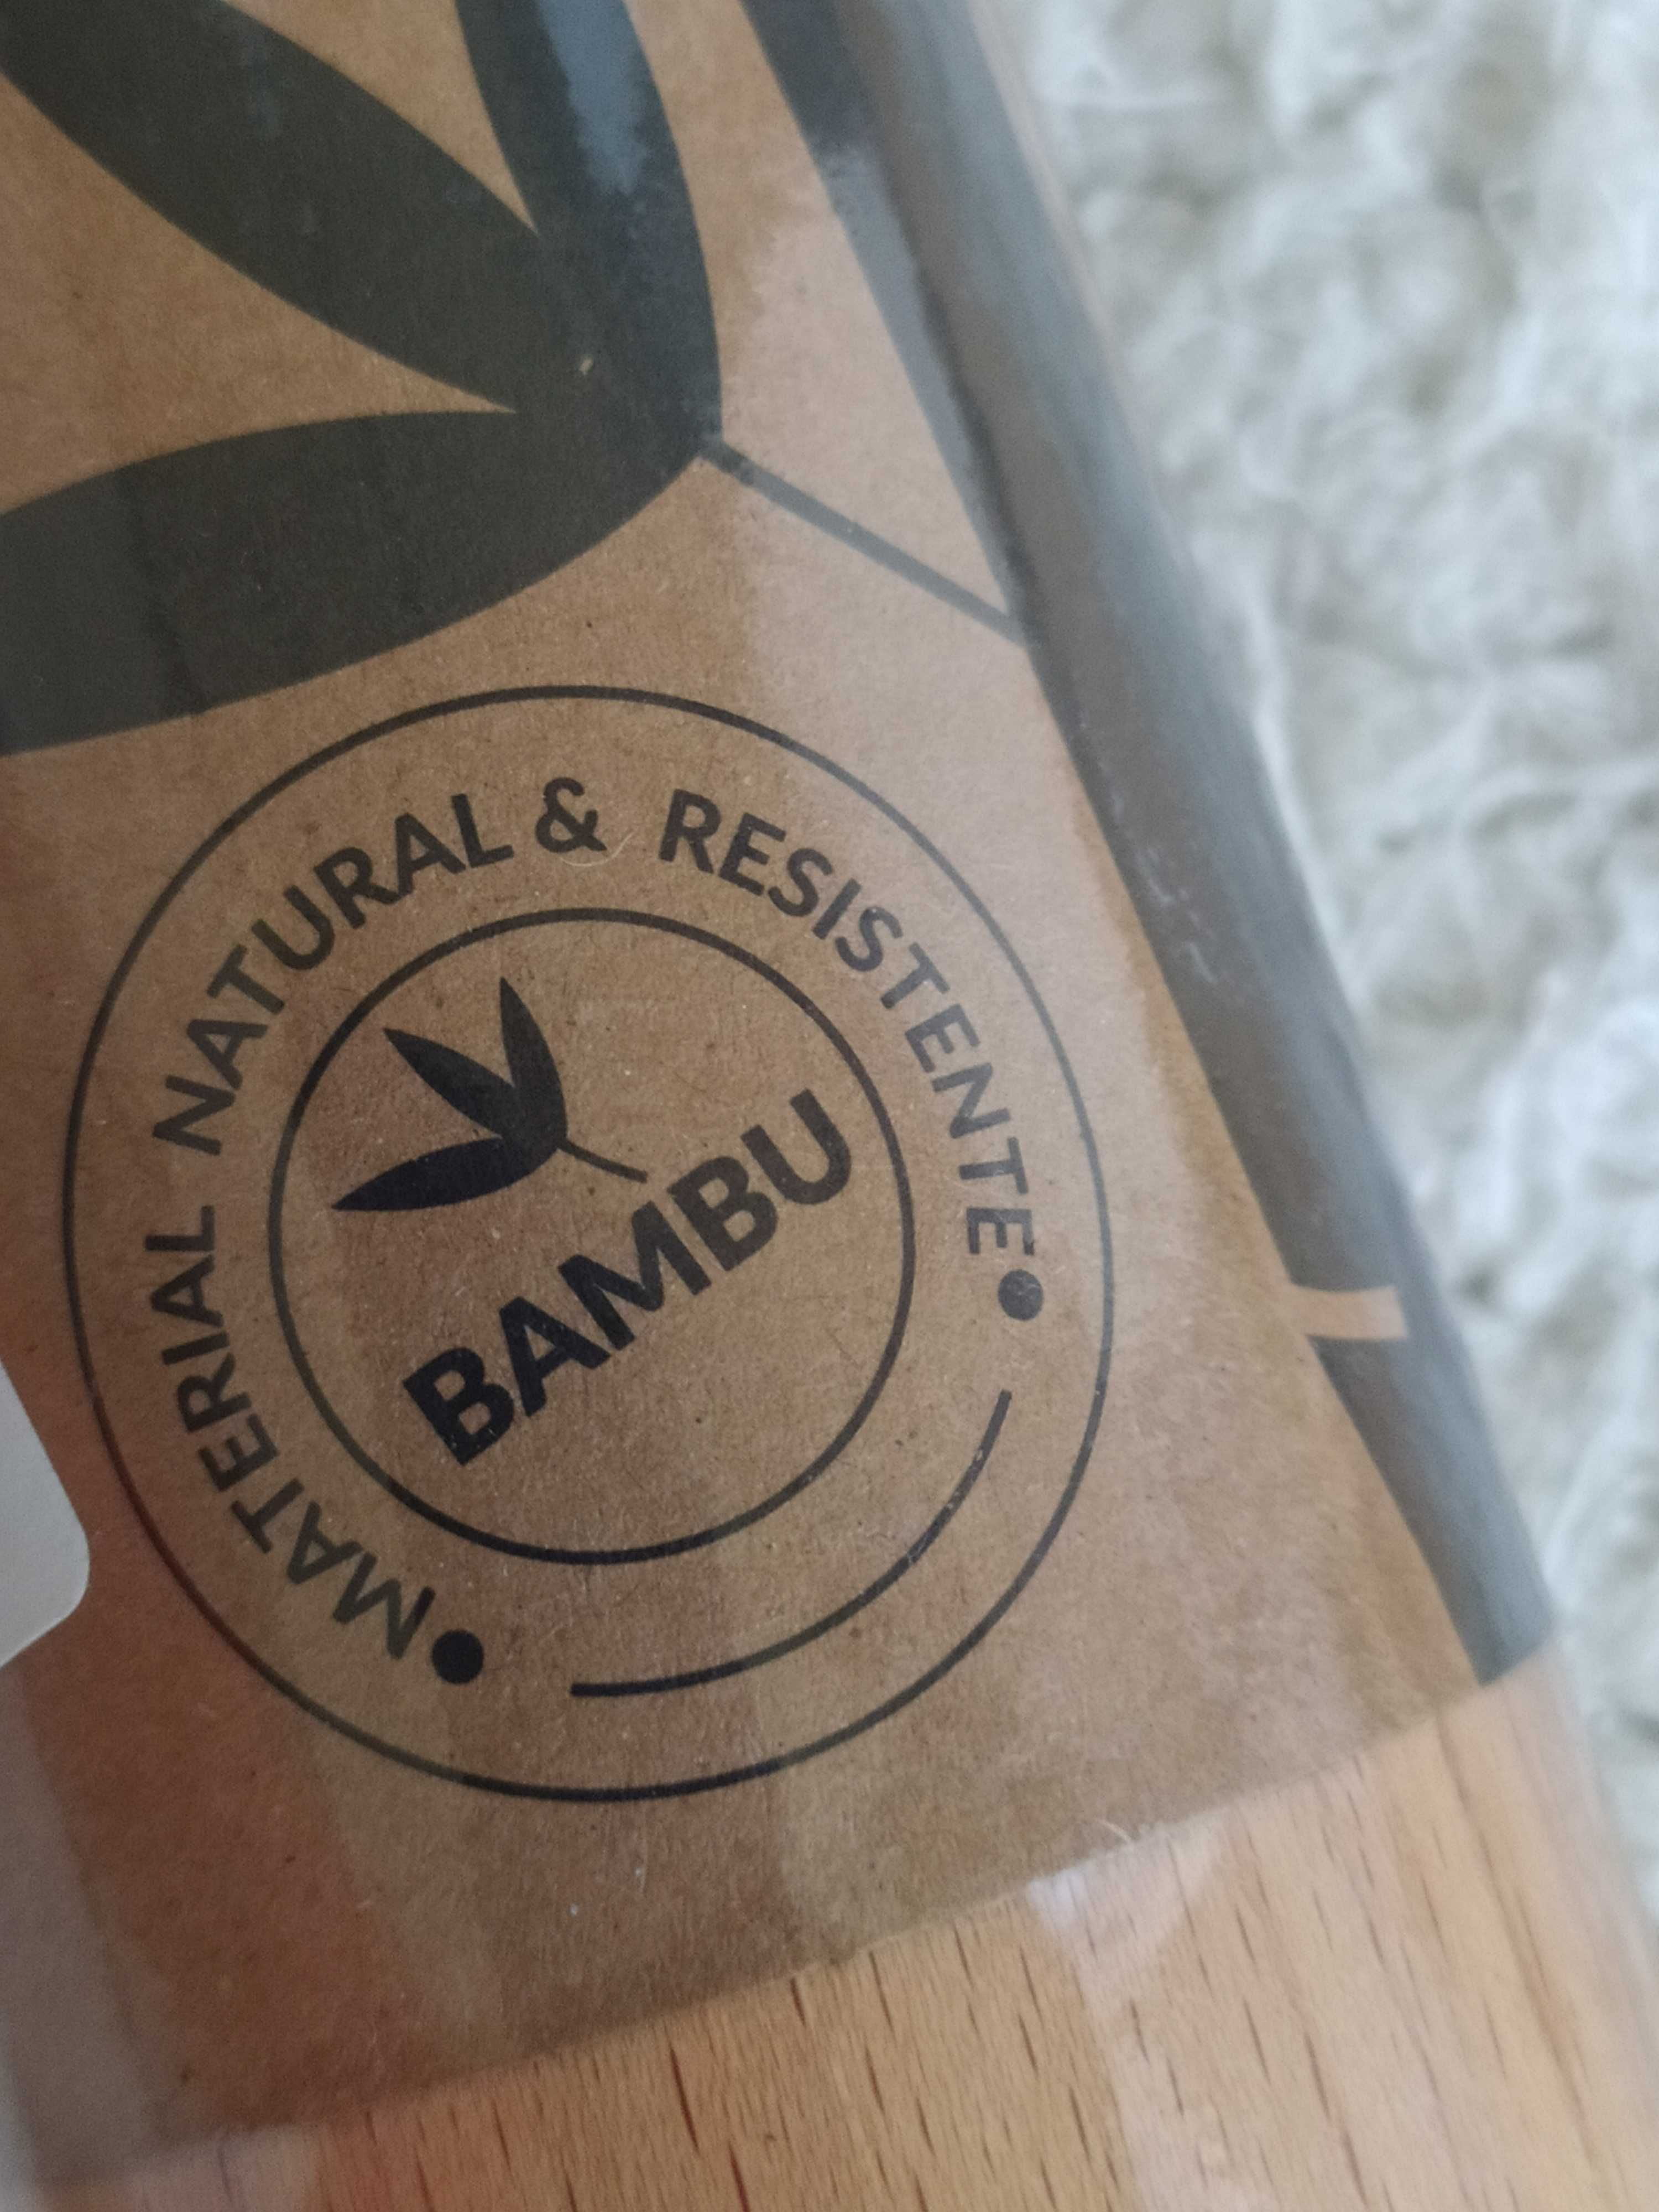 • MATERIAL NATURAL & RESISTENTE •
BAMBU